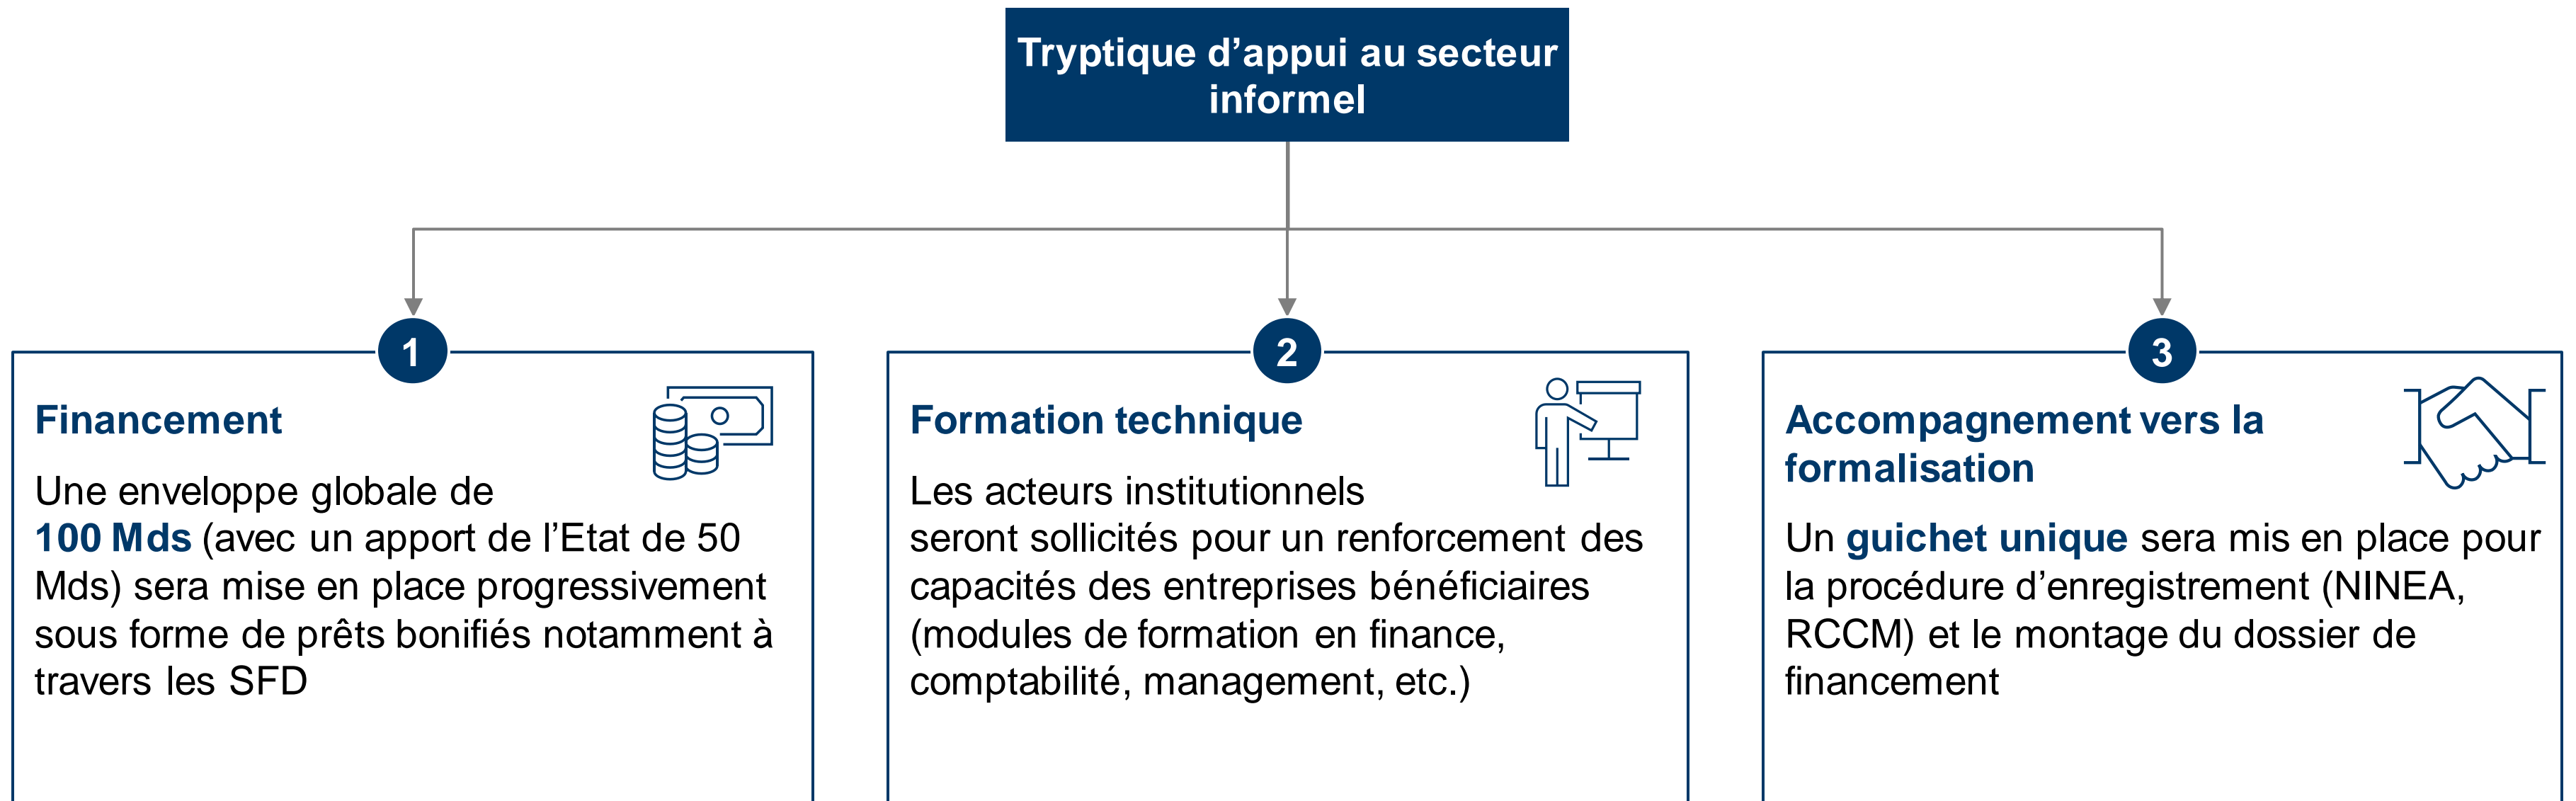 Tryptique d’appui au secteur
informel
1
Financement
Une enveloppe globale de
100 Mds (avec un apport de l’Etat de 50
Mds) sera mise en place progressivement
sous forme de prêts bonifiés notamment à
travers les SFD
2
Formation technique
Les acteurs institutionnels
seront sollicités pour un renforcement des
capacités des entreprises bénéficiaires
(modules de formation en finance,
comptabilité, management, etc.)
3
Accompagnement vers la
formalisation
Un guichet unique sera mis en place pour
la procédure d’enregistrement (NINEA,
RCCM) et le montage du dossier de
financement